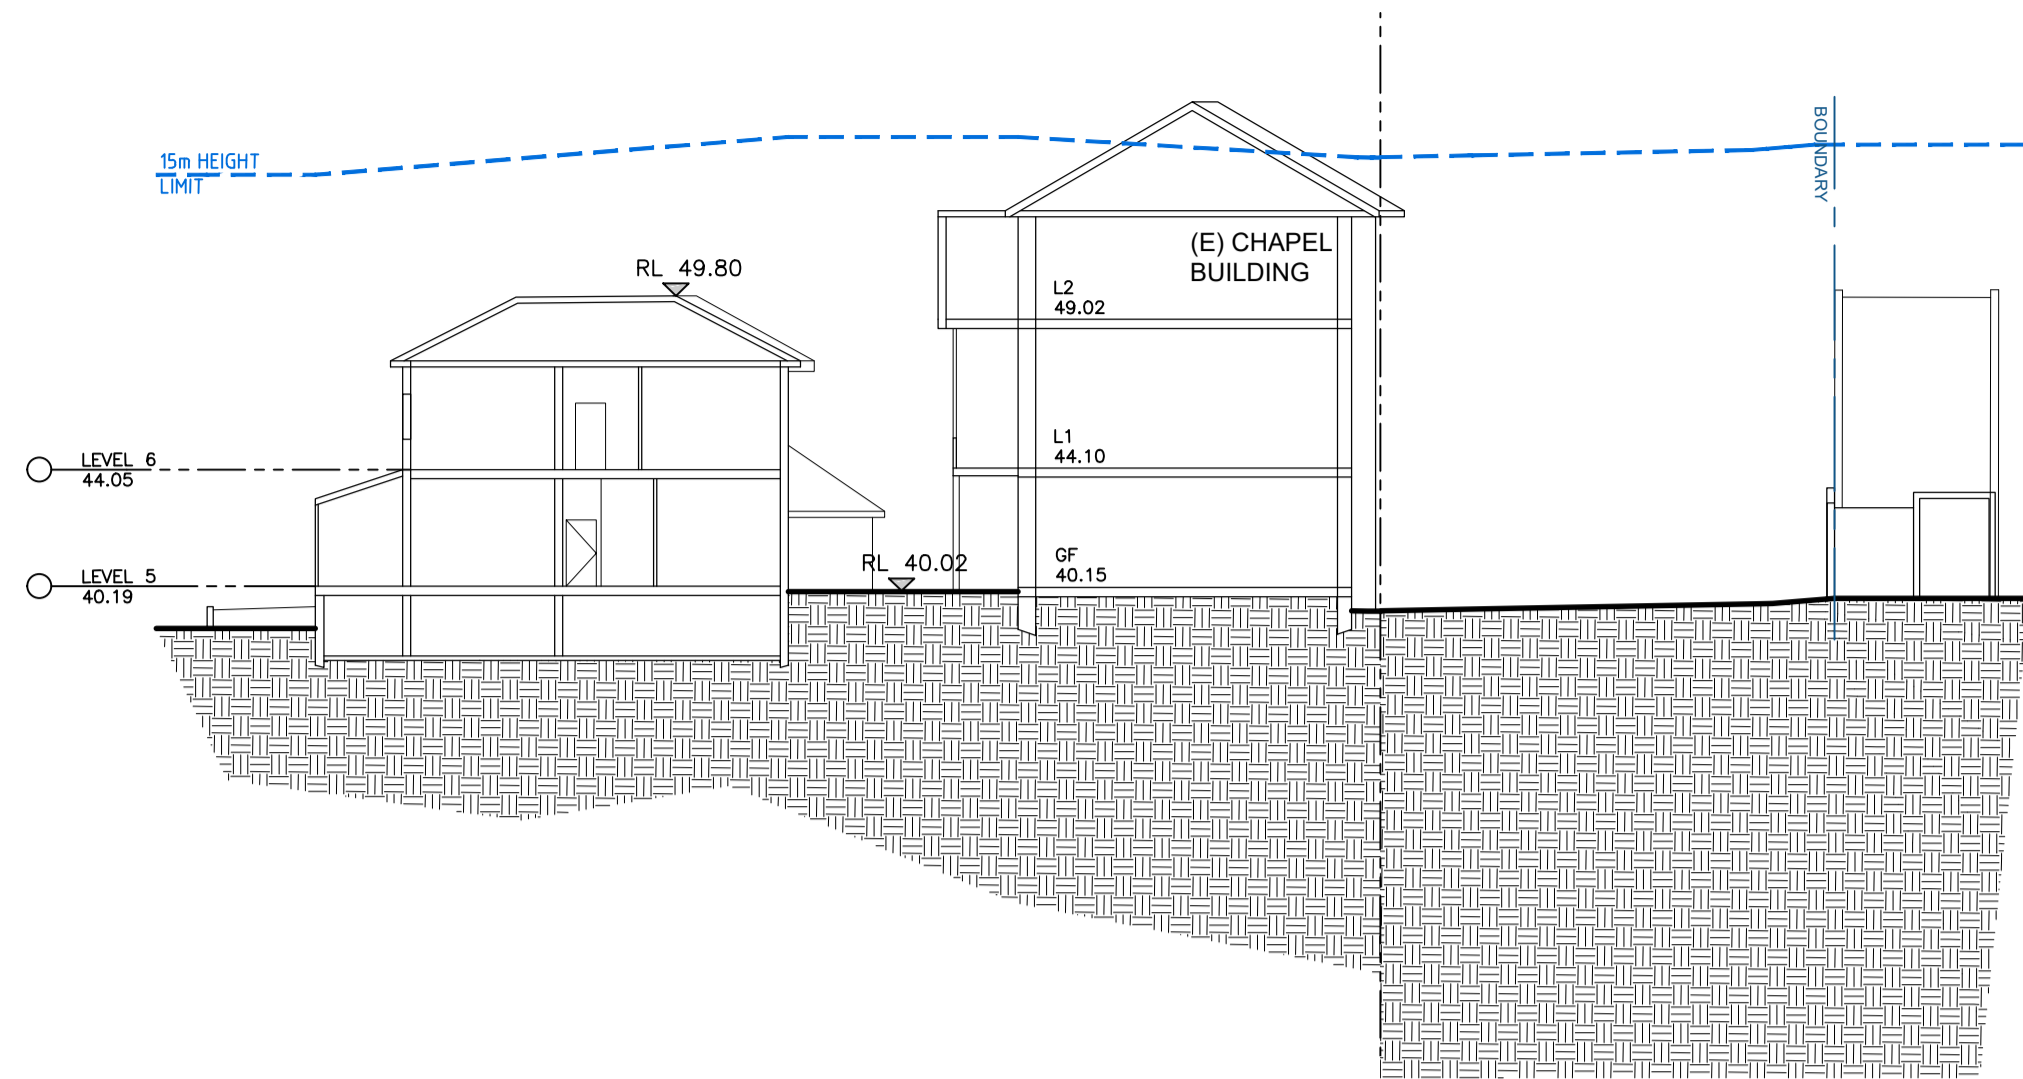 15m HEIGHT
LIMIT
BOUNDARY
RL 49.80
(E) CHAPEL
BUILDING
L2
49.02
LEVEL 6
44.05
L1
44.10
RL 40.02
GF
40.15
LEVEL 5
40.19